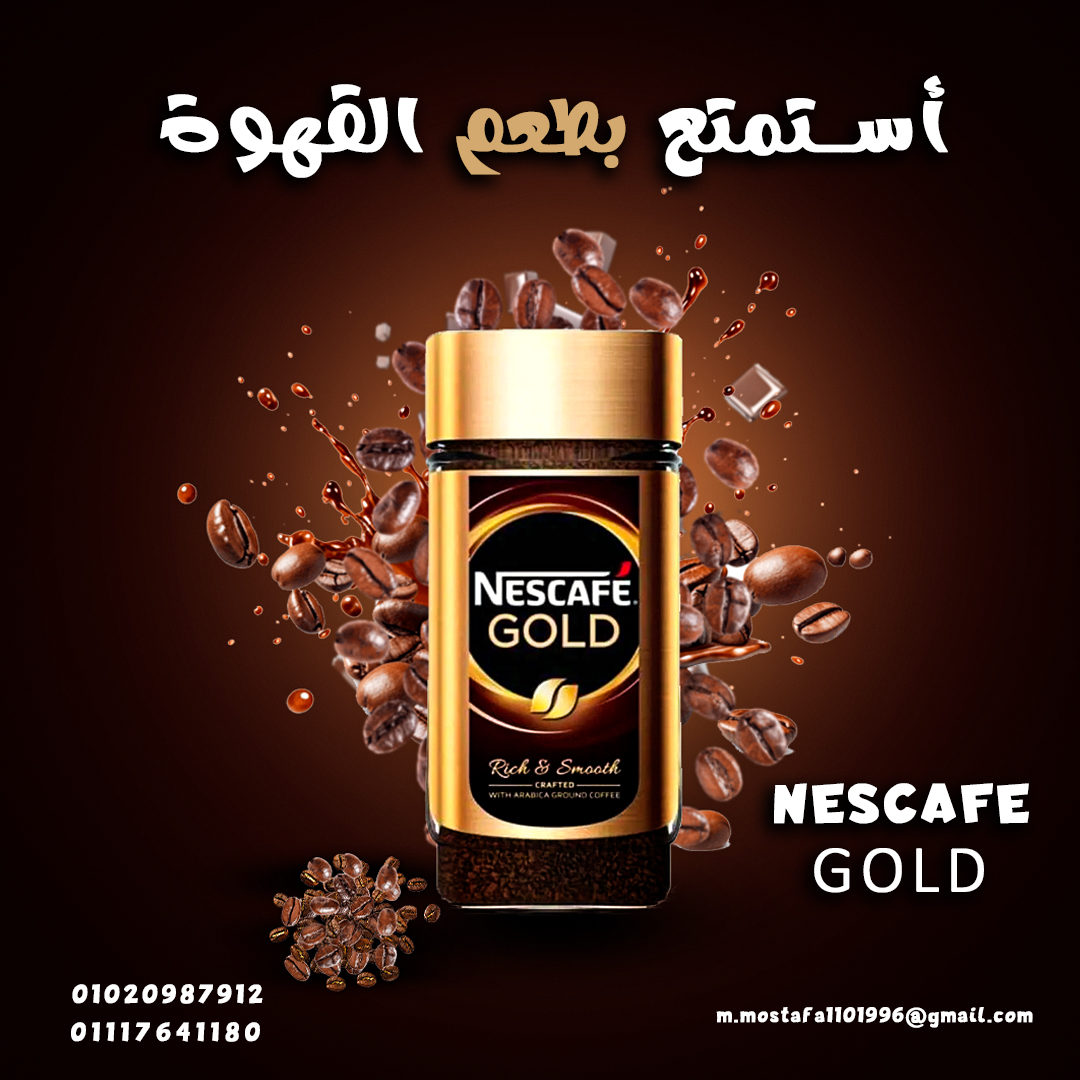 أستمتع بطعم القهوة
NESCAFÉ
GOLD
Rich & Smooth
CRAFTED
WITH ARABICA GROUND COFFEE
NESCAFE
GOLD
01020987912
01117641180
m.mostafa1101996@gmail.com